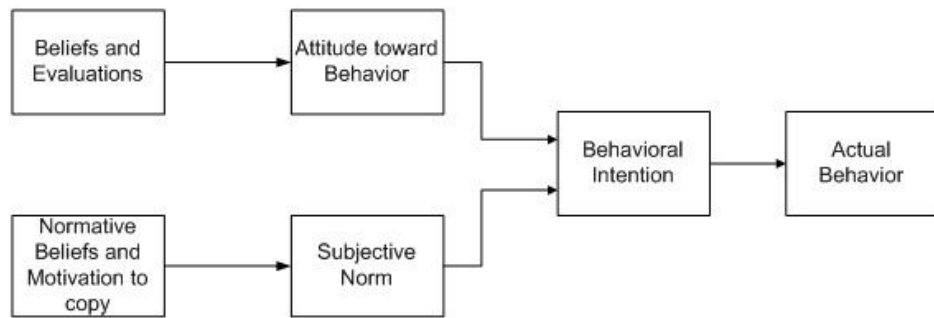 Beliefs and
Evaluations
Attitude toward
Behavior
Behavioral
Intention
Actual
Behavior
Normative
Beliefs and
Motivation to
copy
Subjective
Norm